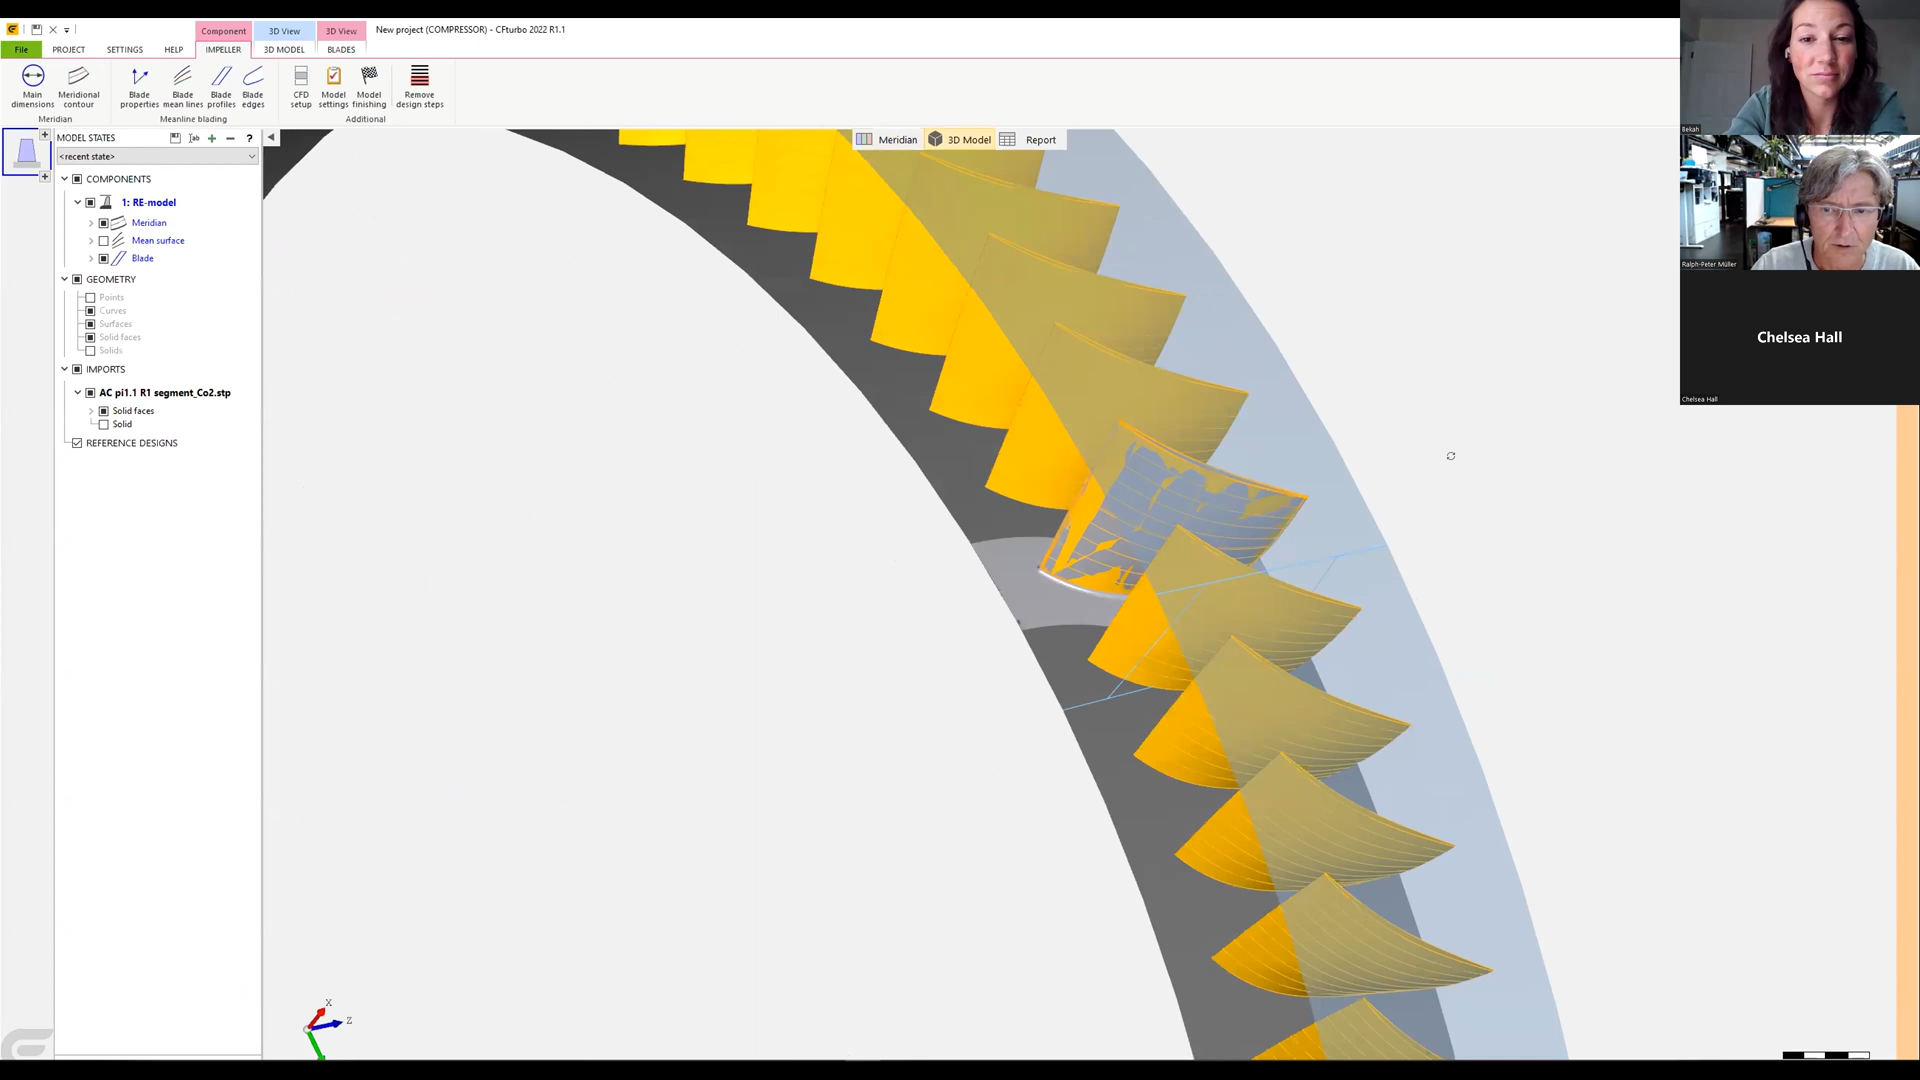 Component
3D View
3D View
New project (COMPRESSOR) - CFturbo 2022 R1.1
File
PROJECT
SETTINGS
HELP
IMPELLER
3D MODEL
BLADES
Main dimensions
Meridional contour
Blade properties
Blade mean lines
Blade profiles
Blade edges
CFD setup
Model settings
Model finishing
Remove design steps
Meridian
Meanline blading
Additional
MODEL STATES
<recent state>
COMPONENTS
1: RE-model
Meridian
Mean surface
Blade
GEOMETRY
Points
Curves
Surfaces
Solid faces
Solids
IMPORTS
AC pi1.1 R1 segment_Co2.stp
Solid faces
Solid
REFERENCE DESIGNS
Meridian
3D Model
Report
X
Z
Bekah
Ralph-Peter Müller
Chelsea Hall
Chelsea Hall